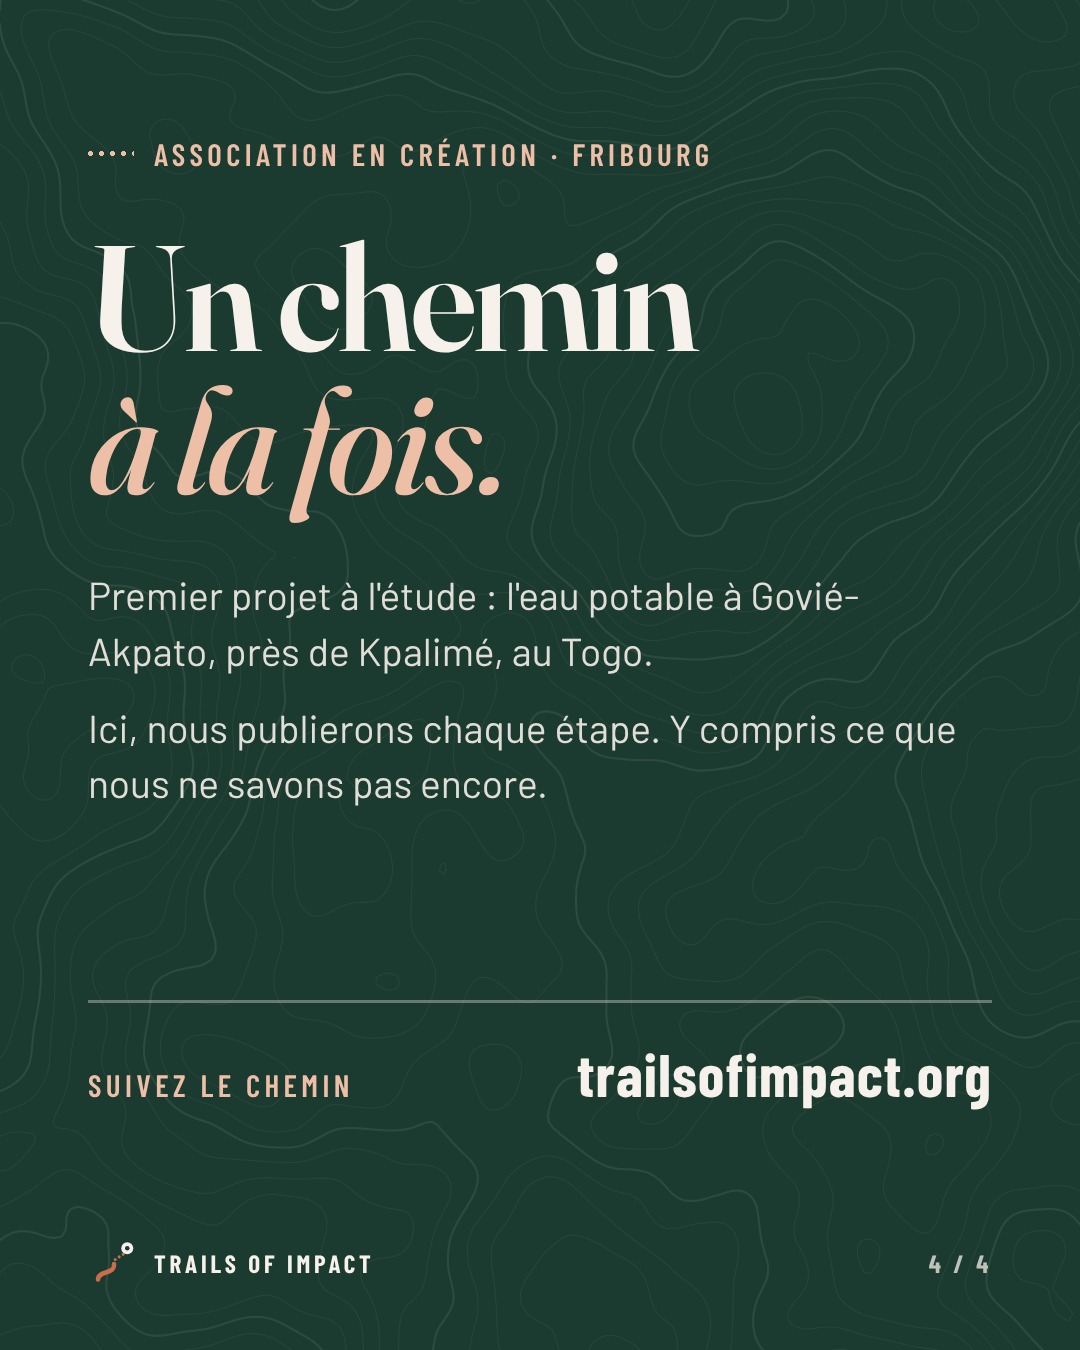 ASSOCIATION EN CRÉATION · FRIBOURG
Un chemin
à la fois.
Premier projet à l'étude : l'eau potable à Govié-
Akpato, près de Kpalimé, au Togo.
Ici, nous publierons chaque étape. Y compris ce que
nous ne savons pas encore.
SUIVEZ LE CHEMIN
trailsofimpact.org
TRAILS OF IMPACT
4 / 4